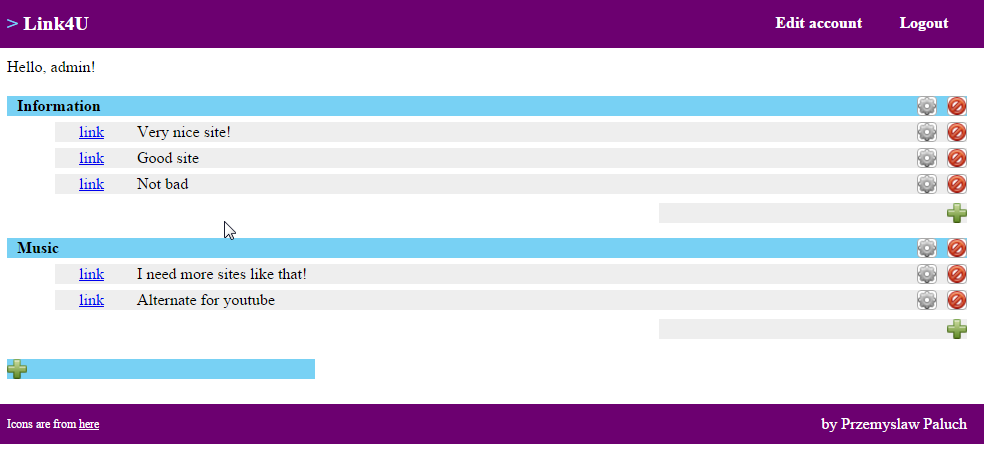 > Link4U Edit account Logout
Hello, admin!
Information
link Very nice site!
link Good site
link Not bad
Music
link I need more sites like that!
link Alternate for youtube
Icons are from here by Przemyslaw Paluch